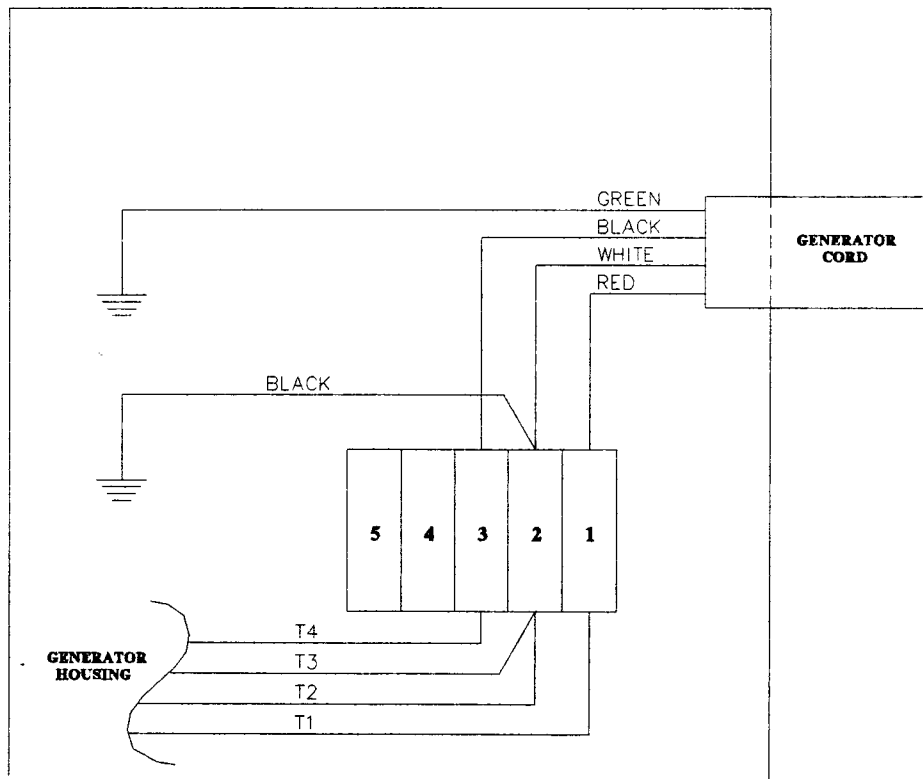 GREEN
BLACK
WHITE
RED
GENERATOR
CORD
BLACK
5 4 3 2 1
T4
T3
T2
T1
GENERATOR
HOUSING